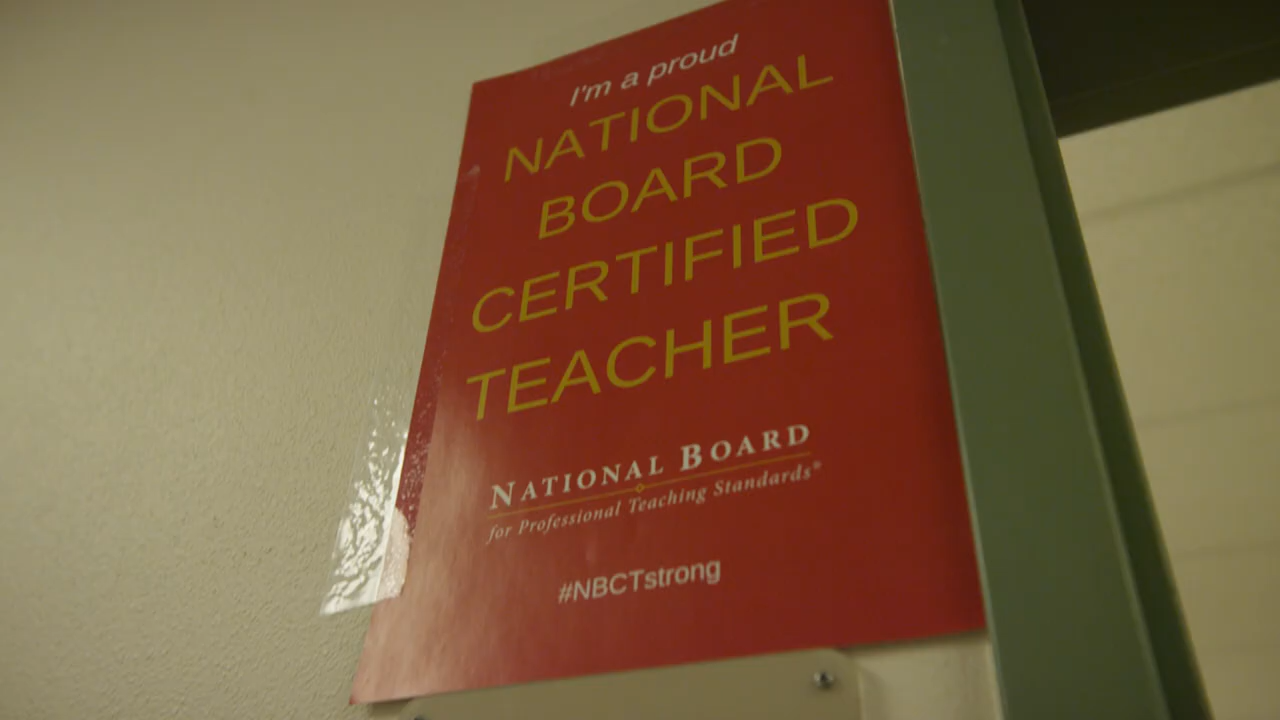 I'm a proud
NATIONAL
BOARD
CERTIFIED
TEACHER
NATIONAL BOARD
for Professional Teaching Standards®
#NBCTstrong